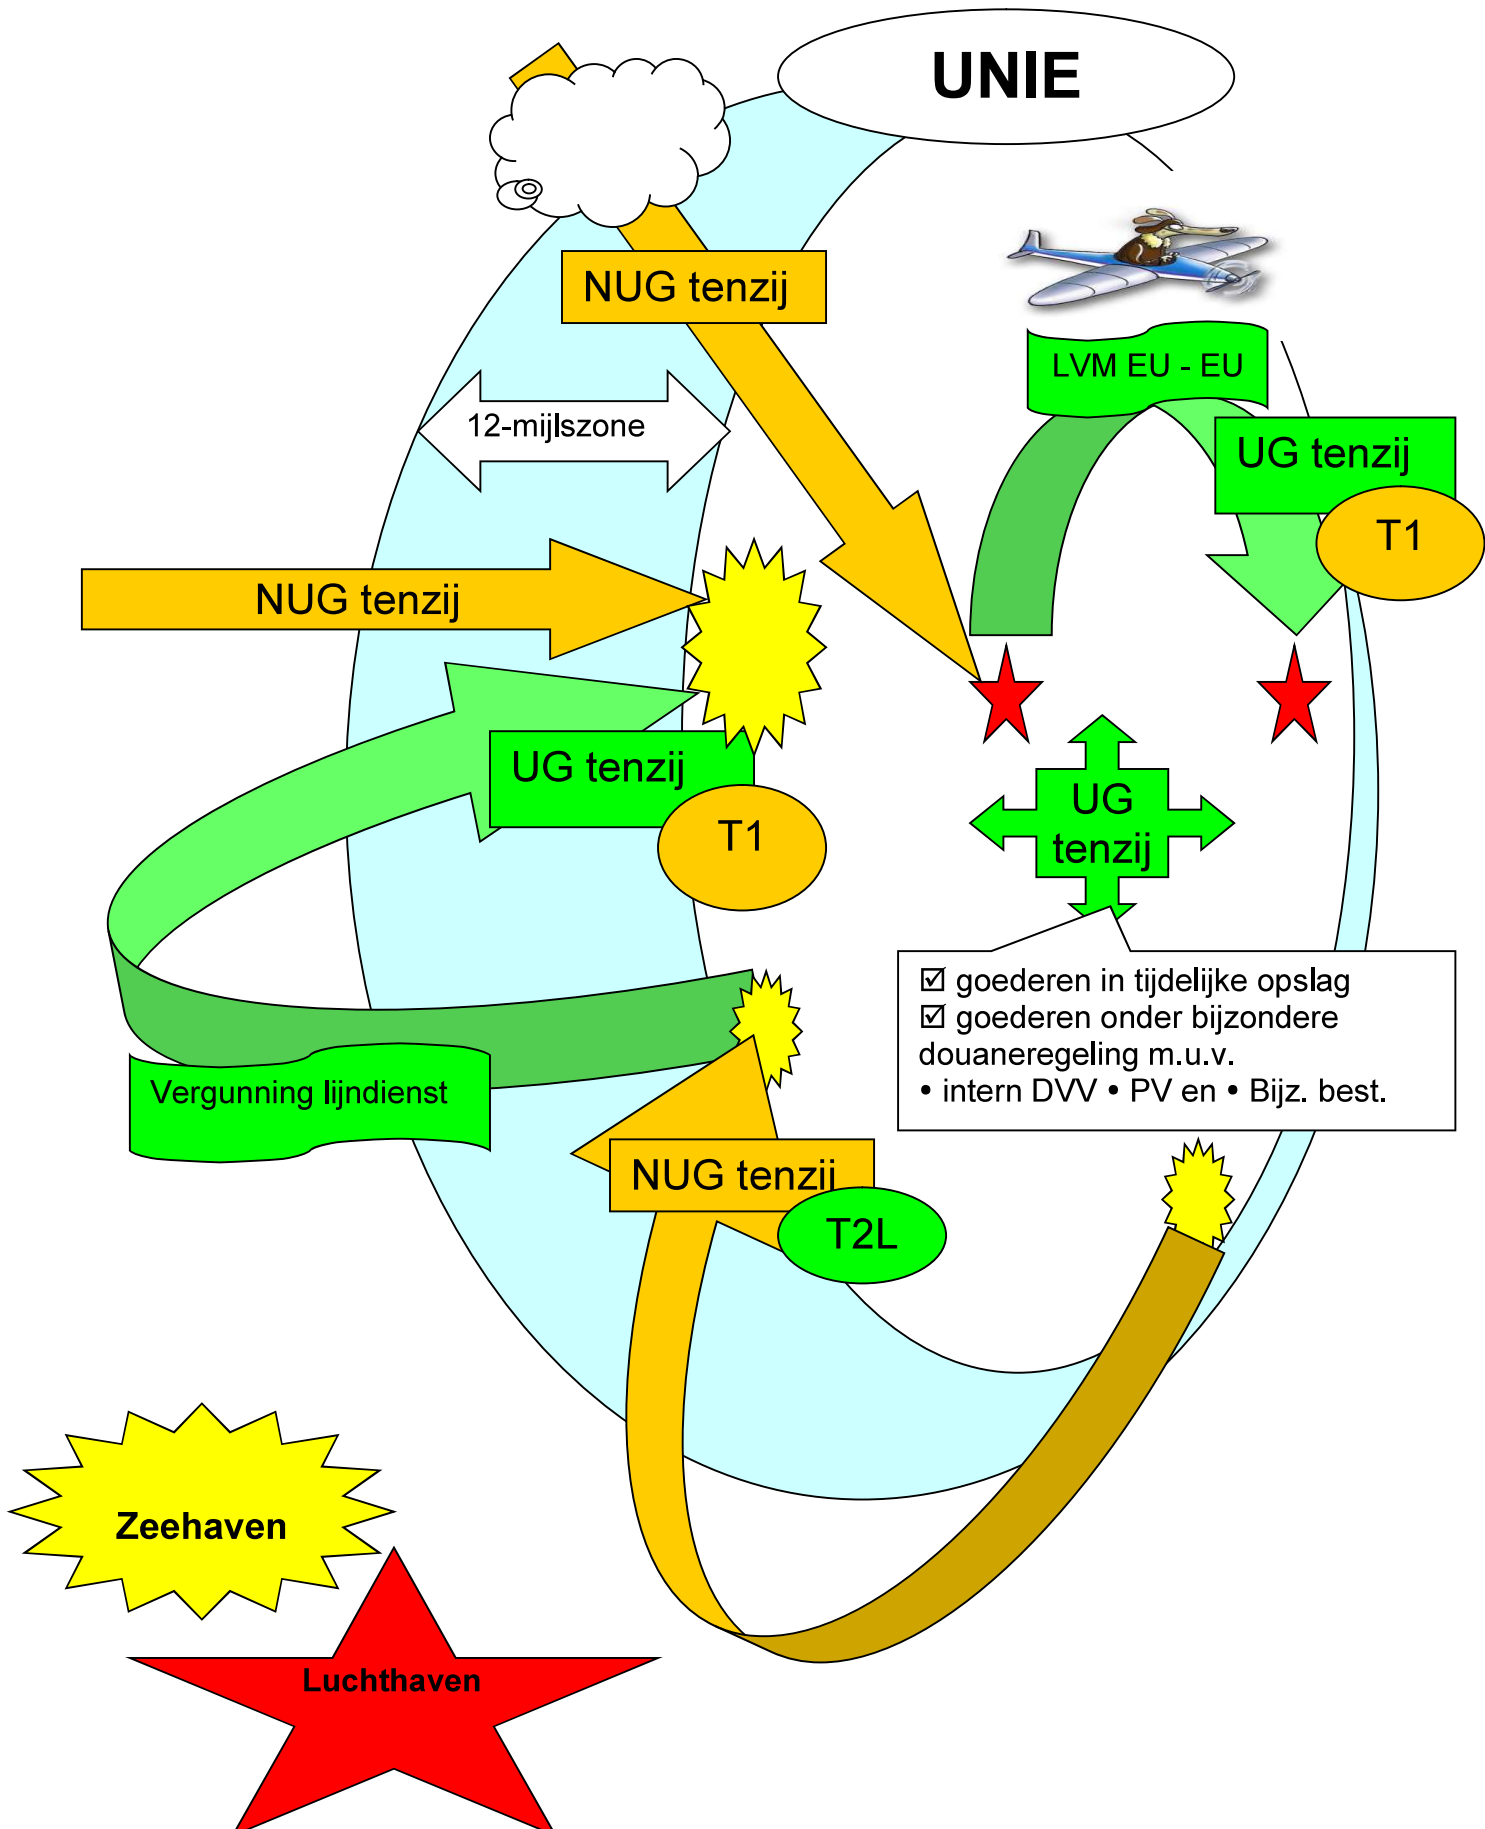 UNIE
NUG tenzij
LVM EU - EU
12-mijlszone
UG tenzij
T1
NUG tenzij
UG tenzij
T1
UG
tenzij
☑ goederen in tijdelijke opslag
☑ goederen onder bijzondere
douaneregeling m.u.v.
• intern DVV • PV en • Bijz. best.
Vergunning lijndienst
NUG tenzij
T2L
Zeehaven
Luchthaven